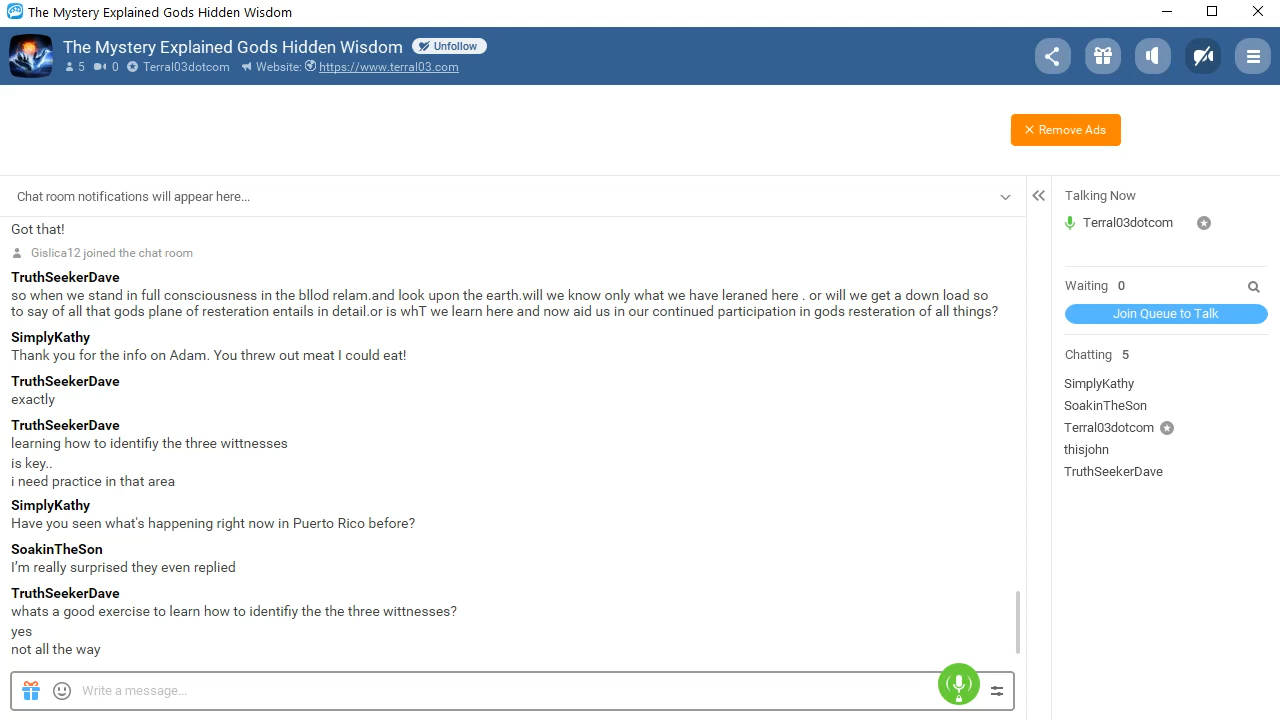 The Mystery Explained Gods Hidden Wisdom
The Mystery Explained Gods Hidden Wisdom
Unfollow
5 0 Terral03dotcom Website: https://www.terral03.com
Remove Ads
Chat room notifications will appear here...
Got that!
Gislica12 joined the chat room
TruthSeekerDave
so when we stand in full consciousness in the bllod relam.and look upon the earth.will we know only what we have leraned here . or will we get a down load so
to say of all that gods plane of resteration entails in detail.or is whT we learn here and now aid us in our continued participation in gods resteration of all things?
SimplyKathy
Thank you for the info on Adam. You threw out meat I could eat!
TruthSeekerDave
exactly
TruthSeekerDave
learning how to identifiy the three wittnesses
is key..
i need practice in that area
SimplyKathy
Have you seen what's happening right now in Puerto Rico before?
SoakinTheSon
I'm really surprised they even replied
TruthSeekerDave
whats a good exercise to learn how to identifiy the the three wittnesses?
yes
not all the way
Write a message...
Talking Now
Terral03dotcom
Waiting 0
Join Queue to Talk
Chatting 5
SimplyKathy
SoakinTheSon
Terral03dotcom
thisjohn
TruthSeekerDave